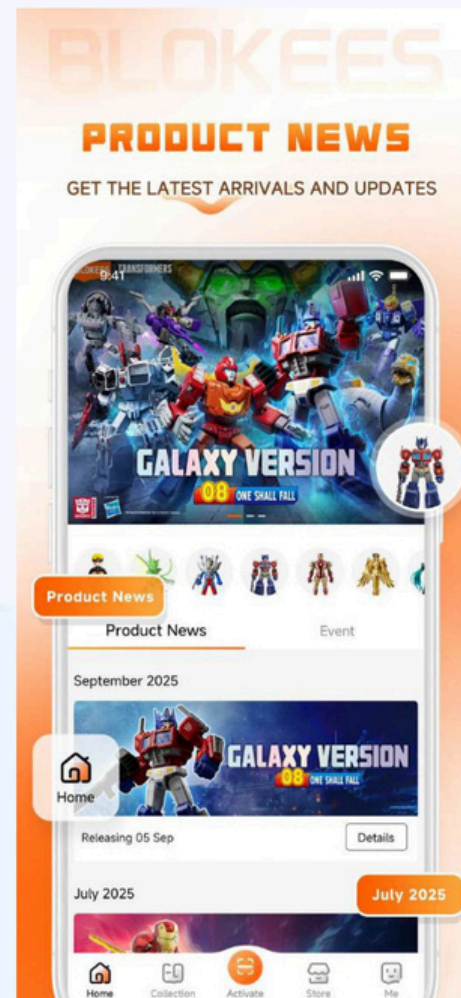 BLOKEES
PRODUCT NEWS
GET THE LATEST ARRIVALS AND UPDATES
BLOKEES TRANSFORMERS
9:41
GALAXY VERSION
08 ONE SHALL FALL
Product News
Product News Event
September 2025
GALAXY VERSION
08 ONE SHALL FALL
Home
Releasing 05 Sep Details
July 2025 July 2025
Home Collection Activate Store Me